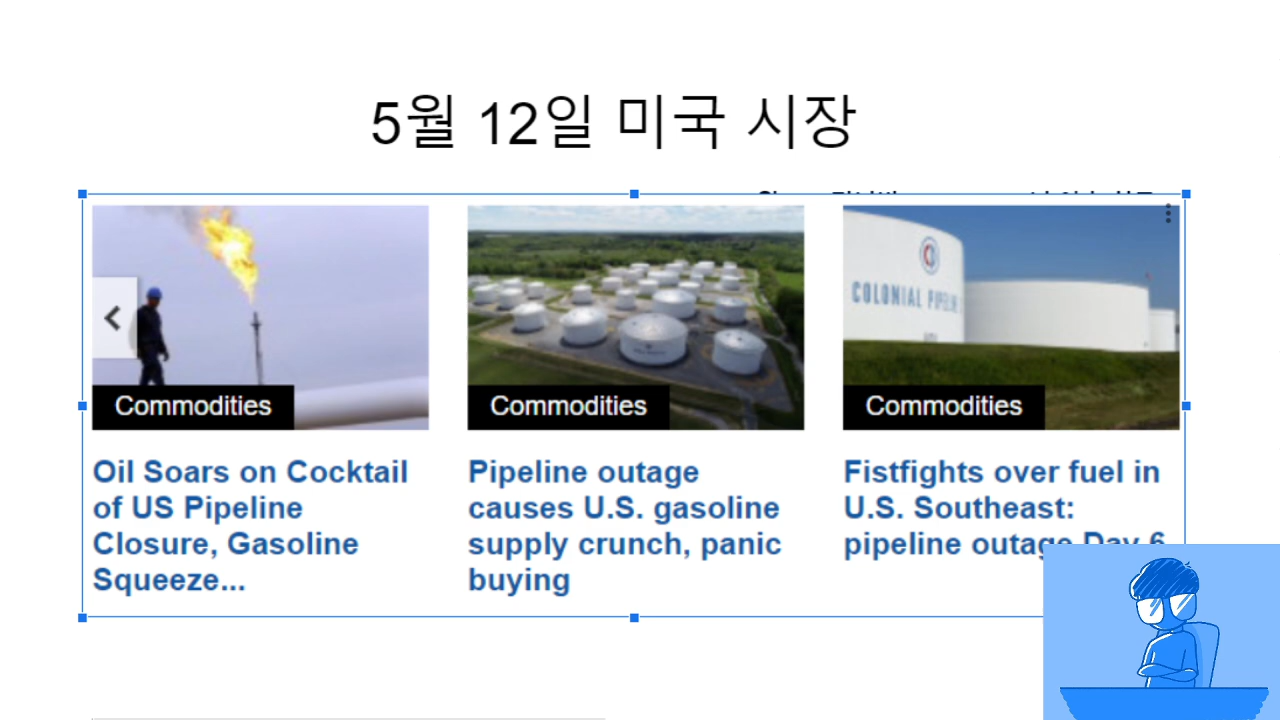 5월 12일 미국 시장
COLONIAL PIPELINE
Commodities
Commodities
Commodities
Oil Soars on Cocktail
of US Pipeline
Closure, Gasoline
Squeeze...
Pipeline outage
causes U.S. gasoline
supply crunch, panic
buying
Fistfights over fuel in
U.S. Southeast:
pipeline outage Day 6